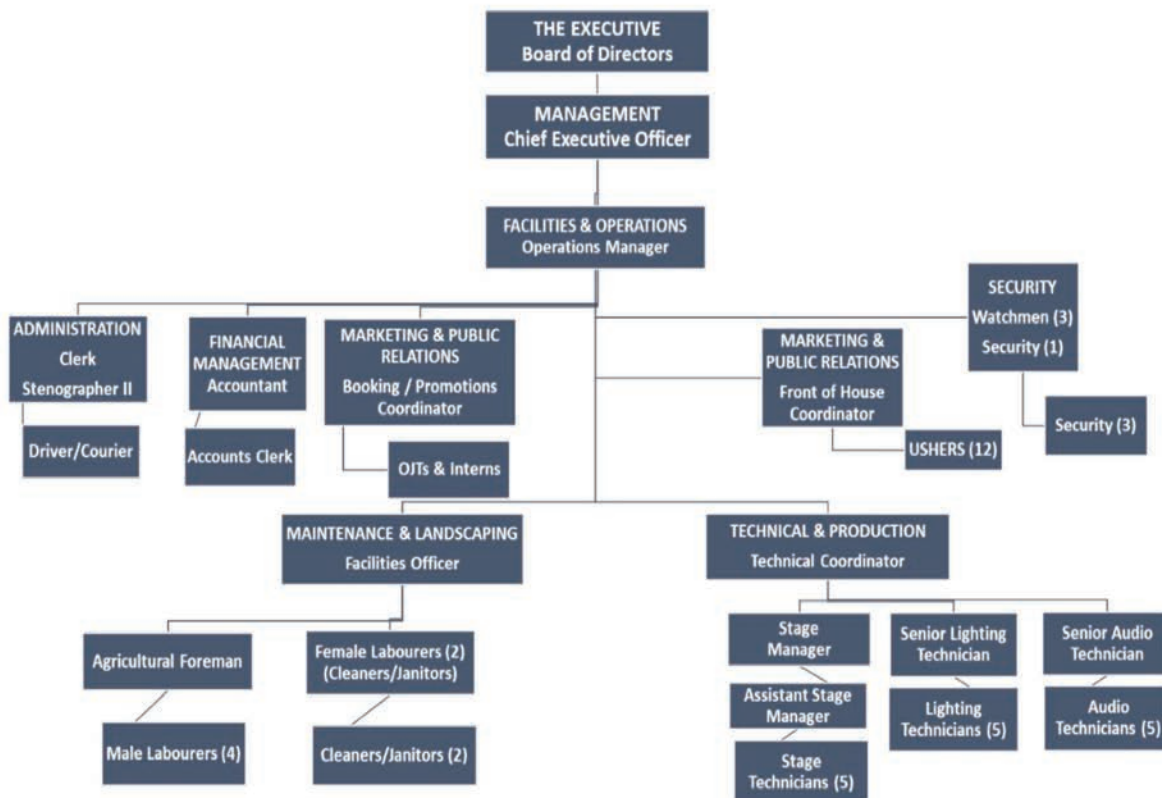 THE EXECUTIVE
Board of Directors
MANAGEMENT
Chief Executive Officer
FACILITIES & OPERATIONS
Operations Manager
ADMINISTRATION
Clerk
Stenographer II
Driver/Courier
FINANCIAL
MANAGEMENT
Accountant
Accounts Clerk
MARKETING & PUBLIC
RELATIONS
Booking / Promotions
Coordinator
OJTs & Interns
MARKETING &
PUBLIC RELATIONS
Front of House
Coordinator
USHERS (12)
SECURITY
Watchmen (3)
Security (1)
Security (3)
MAINTENANCE & LANDSCAPING
Facilities Officer
Agricultural Foreman
Male Labourers (4)
Female Labourers (2)
(Cleaners/Janitors)
Cleaners/Janitors (2)
TECHNICAL & PRODUCTION
Technical Coordinator
Stage
Manager
Assistant Stage
Manager
Stage
Technicians (5)
Senior Lighting
Technician
Lighting
Technicians (5)
Senior Audio
Technician
Audio
Technicians (5)